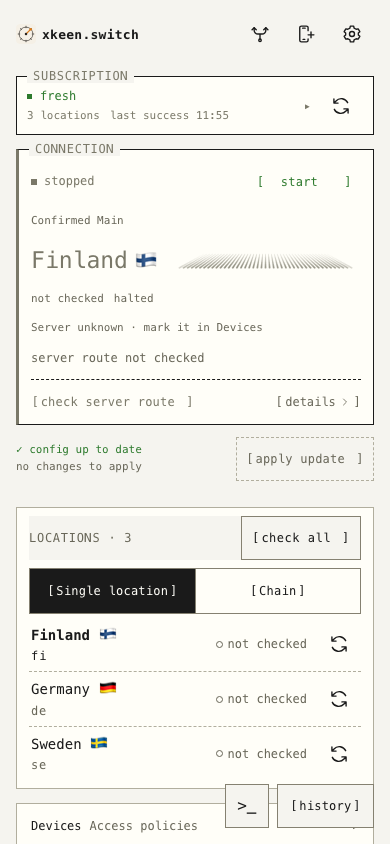 xkeen.switch
SUBSCRIPTION
fresh
3 locations last success 11:55
CONNECTION
stopped
[ start ]
Confirmed Main
Finland
not checked halted
Server unknown · mark it in Devices
server route not checked
[check server route ]
[details > ]
✓ config up to date
no changes to apply
[apply update ]
LOCATIONS · 3
[check all ]
[Single location]
[Chain]
Finland
fi
not checked
Germany
de
not checked
Sweden
se
not checked
>_
[history]
Devices Access policies